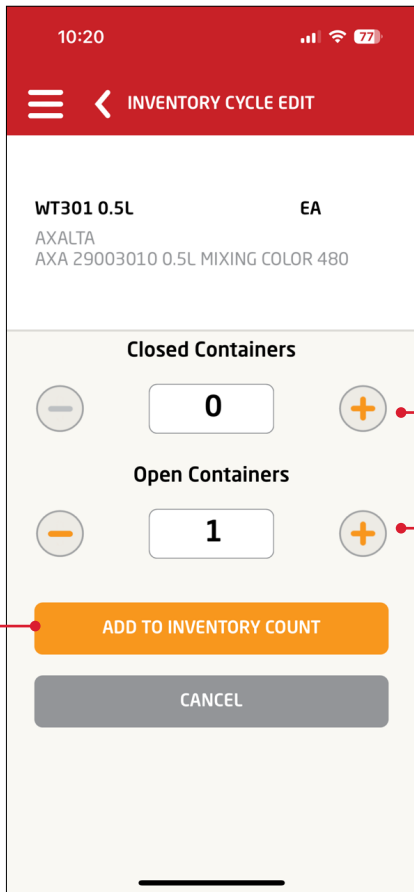 10:20
77
INVENTORY CYCLE EDIT
WT301 0.5L EA
AXALTA
AXA 29003010 0.5L MIXING COLOR 480
Closed Containers
0
Open Containers
1
ADD TO INVENTORY COUNT
CANCEL